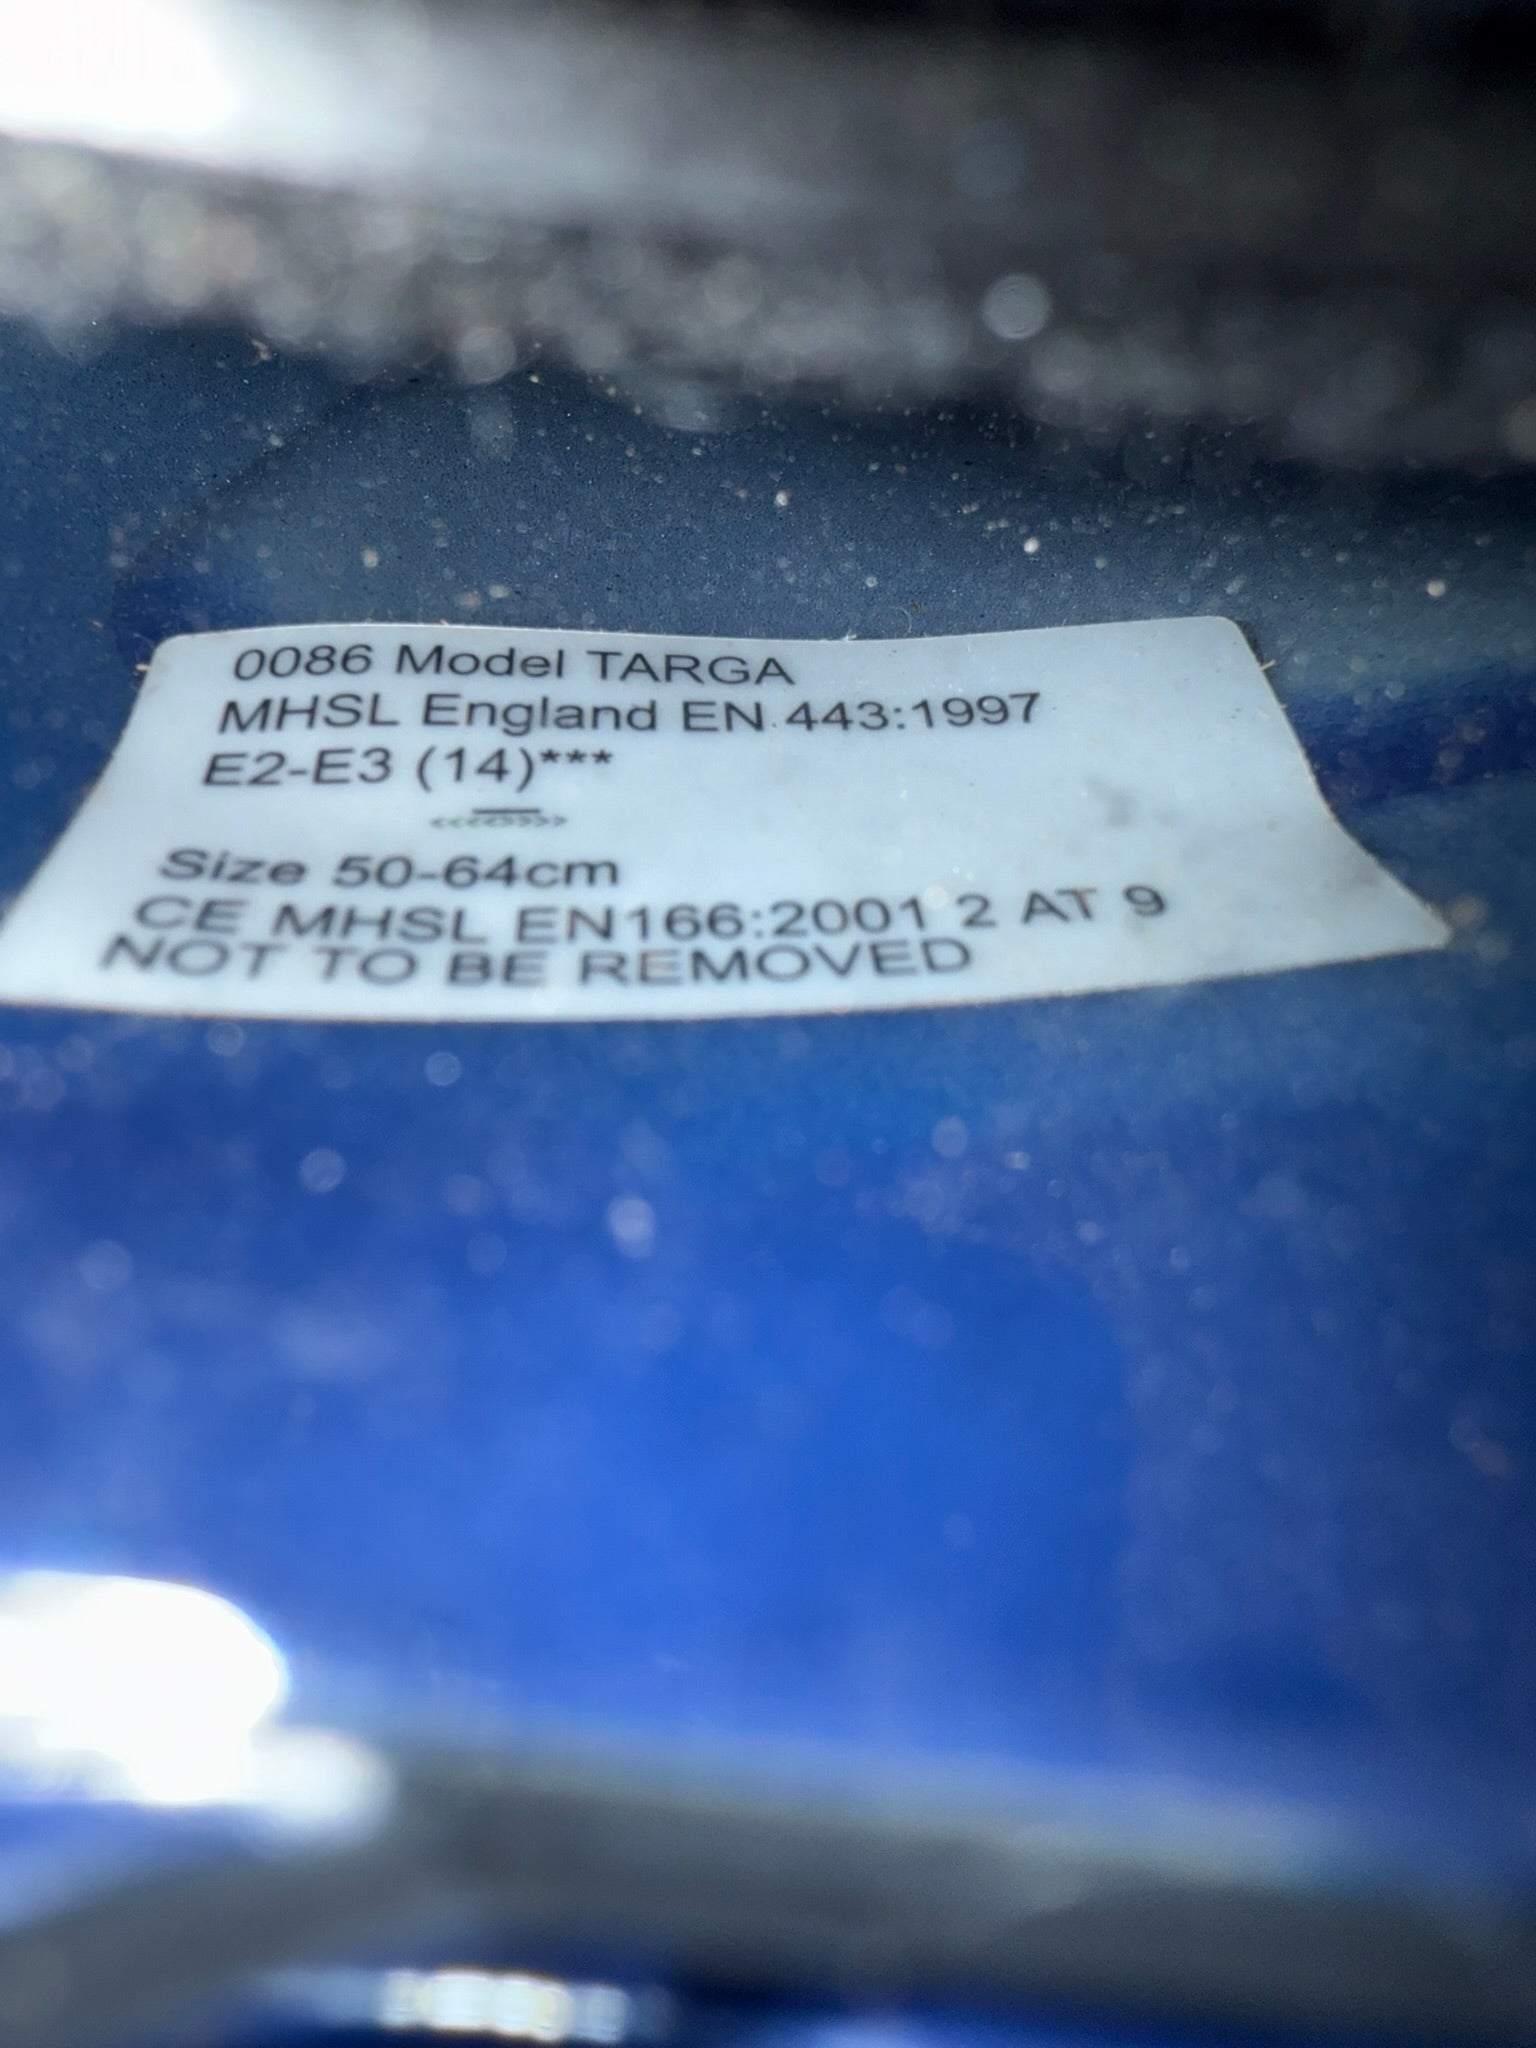 0086 Model TARGA
MHSL England EN 443:1997
E2-E3 (14)***
<<<<>>>>
Size 50-64cm
CE MHSL EN166:2001 2 AT 9
NOT TO BE REMOVED